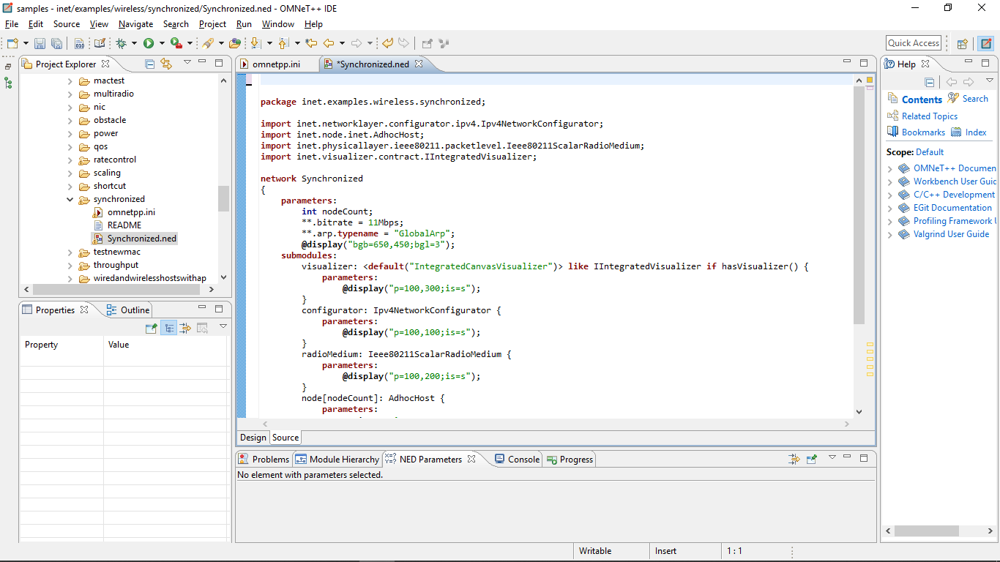 samples - inet/examples/wireless/synchronized/Synchronized.ned - OMNeT++ IDE
File Edit Source View Navigate Search Project Run Window Help
Quick Access
Project Explorer
mactest
multiradio
nic
obstacle
power
qos
ratecontrol
scaling
shortcut
synchronized
omnetpp.ini
README
Synchronized.ned
testnewmac
throughput
wiredandwirelesshostswithap
Properties Outline
Property Value
omnetpp.ini *Synchronized.ned
package inet.examples.wireless.synchronized;
import inet.networklayer.configurator.ipv4.Ipv4NetworkConfigurator;
import inet.node.inet.AdhocHost;
import inet.physicallayer.ieee80211.packetlevel.Ieee80211ScalarRadioMedium;
import inet.visualizer.contract.IIntegratedVisualizer;
network Synchronized
{
parameters:
int nodeCount;
**.bitrate = 11Mbps;
**.arp.typename = "GlobalArp";
@display("bgb=650,450;bgl=3");
submodules:
visualizer: <default("IntegratedCanvasVisualizer")> like IIntegratedVisualizer if hasVisualizer() {
parameters:
@display("p=100,300;is=s");
}
configurator: Ipv4NetworkConfigurator {
parameters:
@display("p=100,100;is=s");
}
radioMedium: Ieee80211ScalarRadioMedium {
parameters:
@display("p=100,200;is=s");
}
node[nodeCount]: AdhocHost {
parameters:
Design Source
Problems Module Hierarchy NED Parameters Console Progress
No element with parameters selected.
Help
Contents Search
Related Topics
Bookmarks Index
Scope: Default
OMNeT++ Documen
Workbench User Guid
C/C++ Development
EGit Documentation
Profiling Framework U
Valgrind User Guide
Writable Insert 1 : 1